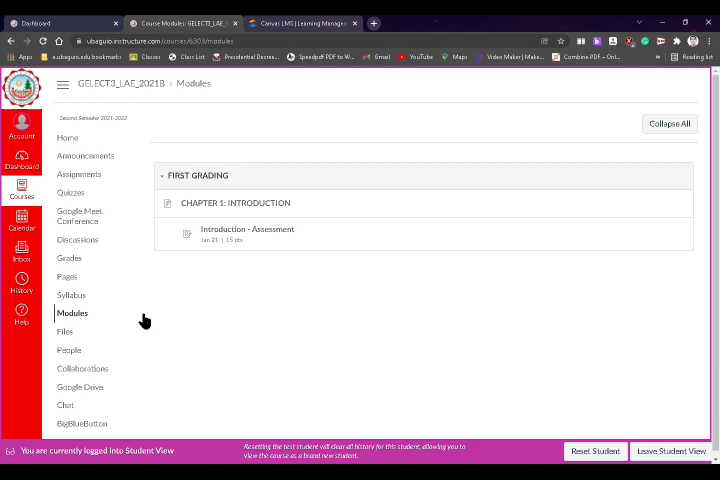 Dashboard
Course Modules: GELECT3_LAE_
Canvas LMS | Learning Managem
ubaguio.instructure.com/courses/6303/modules
Apps
e.ubaguio.edu bookmarks
Classes
Class List
Presidential Decree...
Speedpdf PDF to W...
Gmail
YouTube
Maps
Video Maker | Make...
Combine PDF – Onl...
»
Reading list
GELECT3_LAE_2021B › Modules
Second Semester 2021-2022
Collapse All
Account
Dashboard
Courses
Calendar
Inbox
History
Help
Home
Announcements
Assignments
Quizzes
Google Meet
Conference
Discussions
Grades
Pages
Syllabus
Modules
Files
People
Collaborations
Google Drive
Chat
BigBlueButton
FIRST GRADING
CHAPTER 1: INTRODUCTION
Introduction - Assessment
Jan 21 | 15 pts
You are currently logged into Student View
Resetting the test student will clear all history for this student, allowing you to
view the course as a brand new student.
Reset Student
Leave Student View